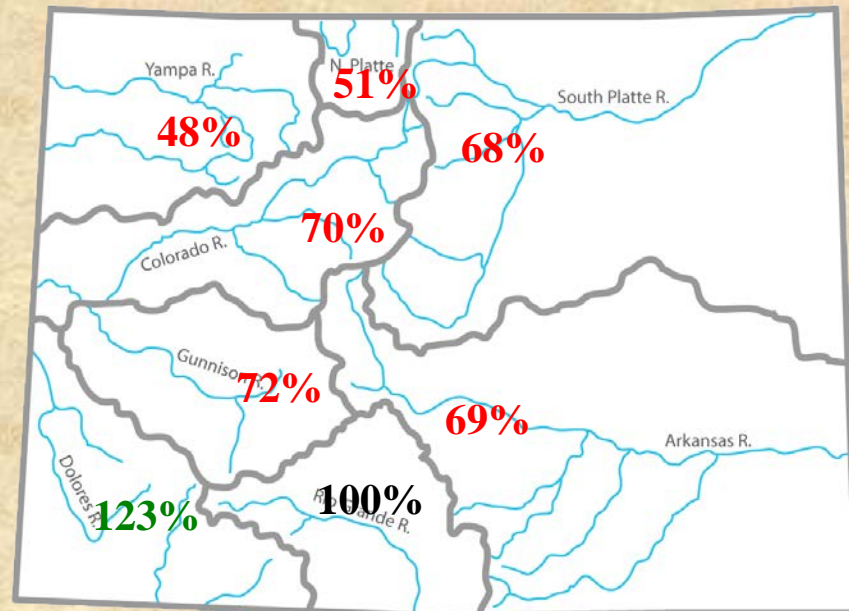 Yampa R.
N. Platte
51%
South Platte R.
48%
68%
70%
Colorado R.
Gunnison R.
72%
69%
Arkansas R.
Dolores R.
123%
100%
Rio Grande R.